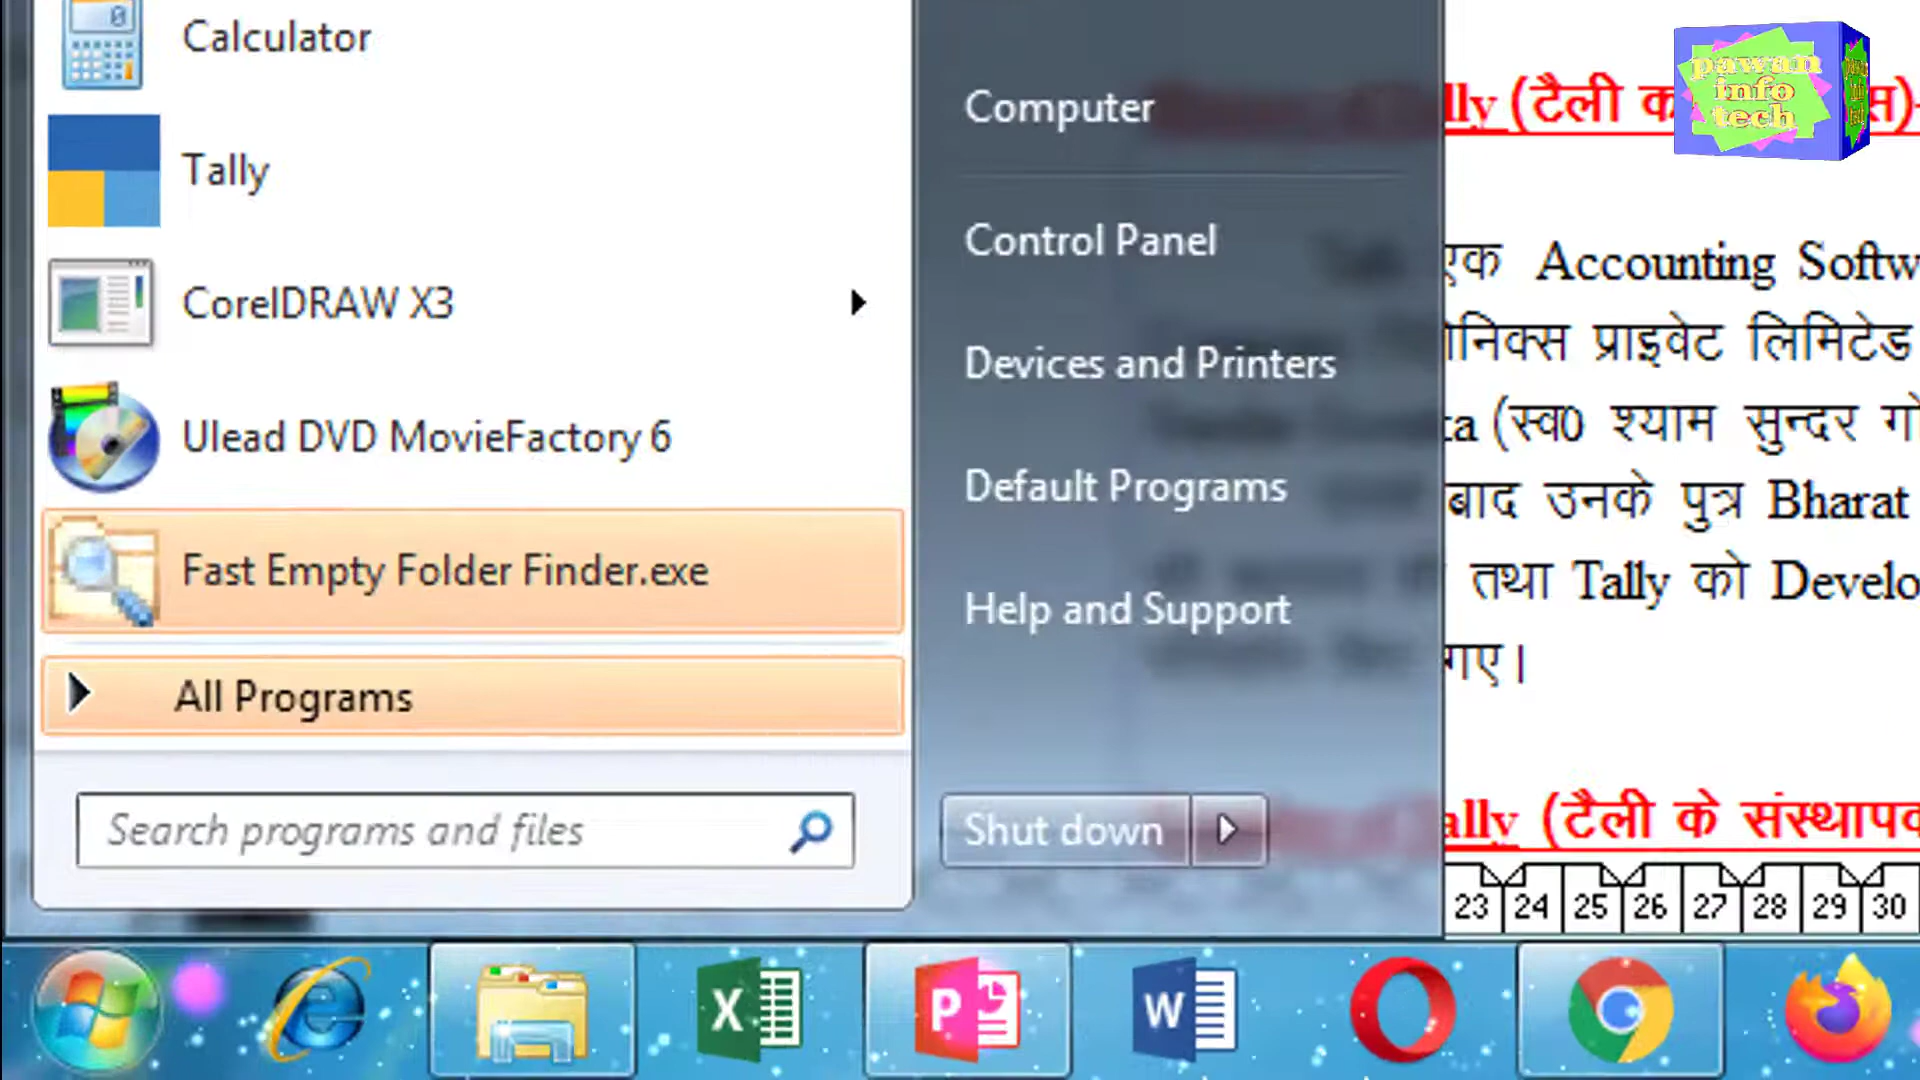 Calculator
Tally
CorelDRAW X3
Ulead DVD MovieFactory 6
Fast Empty Folder Finder.exe
All Programs
Search programs and files
Computer
Control Panel
Devices and Printers
Default Programs
Help and Support
Shut down
lly (टैली क
स)
pawan
info
tech
एक Accounting Softw
निक्स प्राइवेट लिमिटेड
ta (स्व0 श्याम सुन्दर गो
बाद उनके पुत्र Bharat
तथा Tally को Develo
गए।
ally (टैली के संस्थापक
23 24 25 26 27 28 29 30